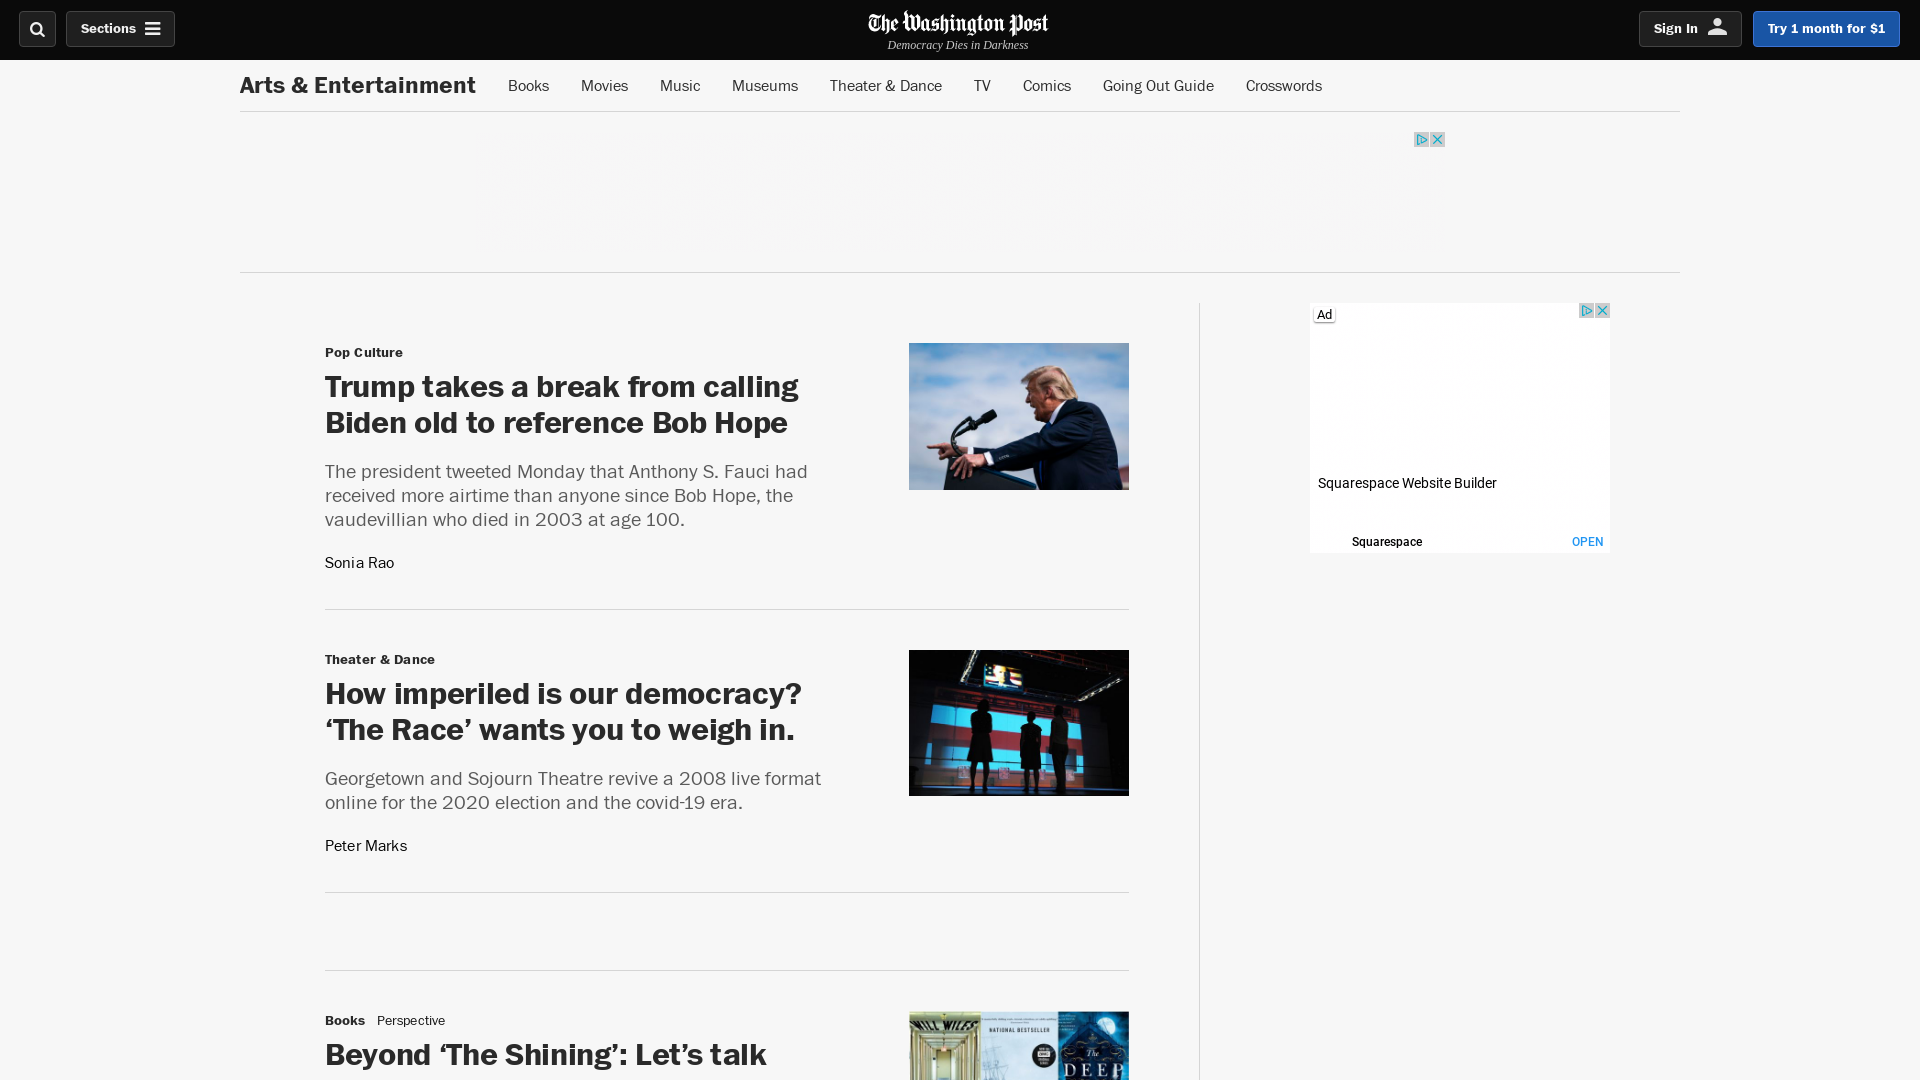 Sections
The Washington Post
Democracy Dies in Darkness
Sign In
Try 1 month for $1
Arts & Entertainment
Books
Movies
Music
Museums
Theater & Dance
TV
Comics
Going Out Guide
Crosswords
Pop Culture
Trump takes a break from calling
Biden old to reference Bob Hope
The president tweeted Monday that Anthony S. Fauci had
received more airtime than anyone since Bob Hope, the
vaudevillian who died in 2003 at age 100.
Sonia Rao
Ad
Squarespace Website Builder
Squarespace
OPEN
Theater & Dance
How imperiled is our democracy?
‘The Race’ wants you to weigh in.
Georgetown and Sojourn Theatre revive a 2008 live format
online for the 2020 election and the covid-19 era.
Peter Marks
Books Perspective
Beyond ‘The Shining’: Let’s talk
WILL WILES
NATIONAL BESTSELLER
The
DEEP